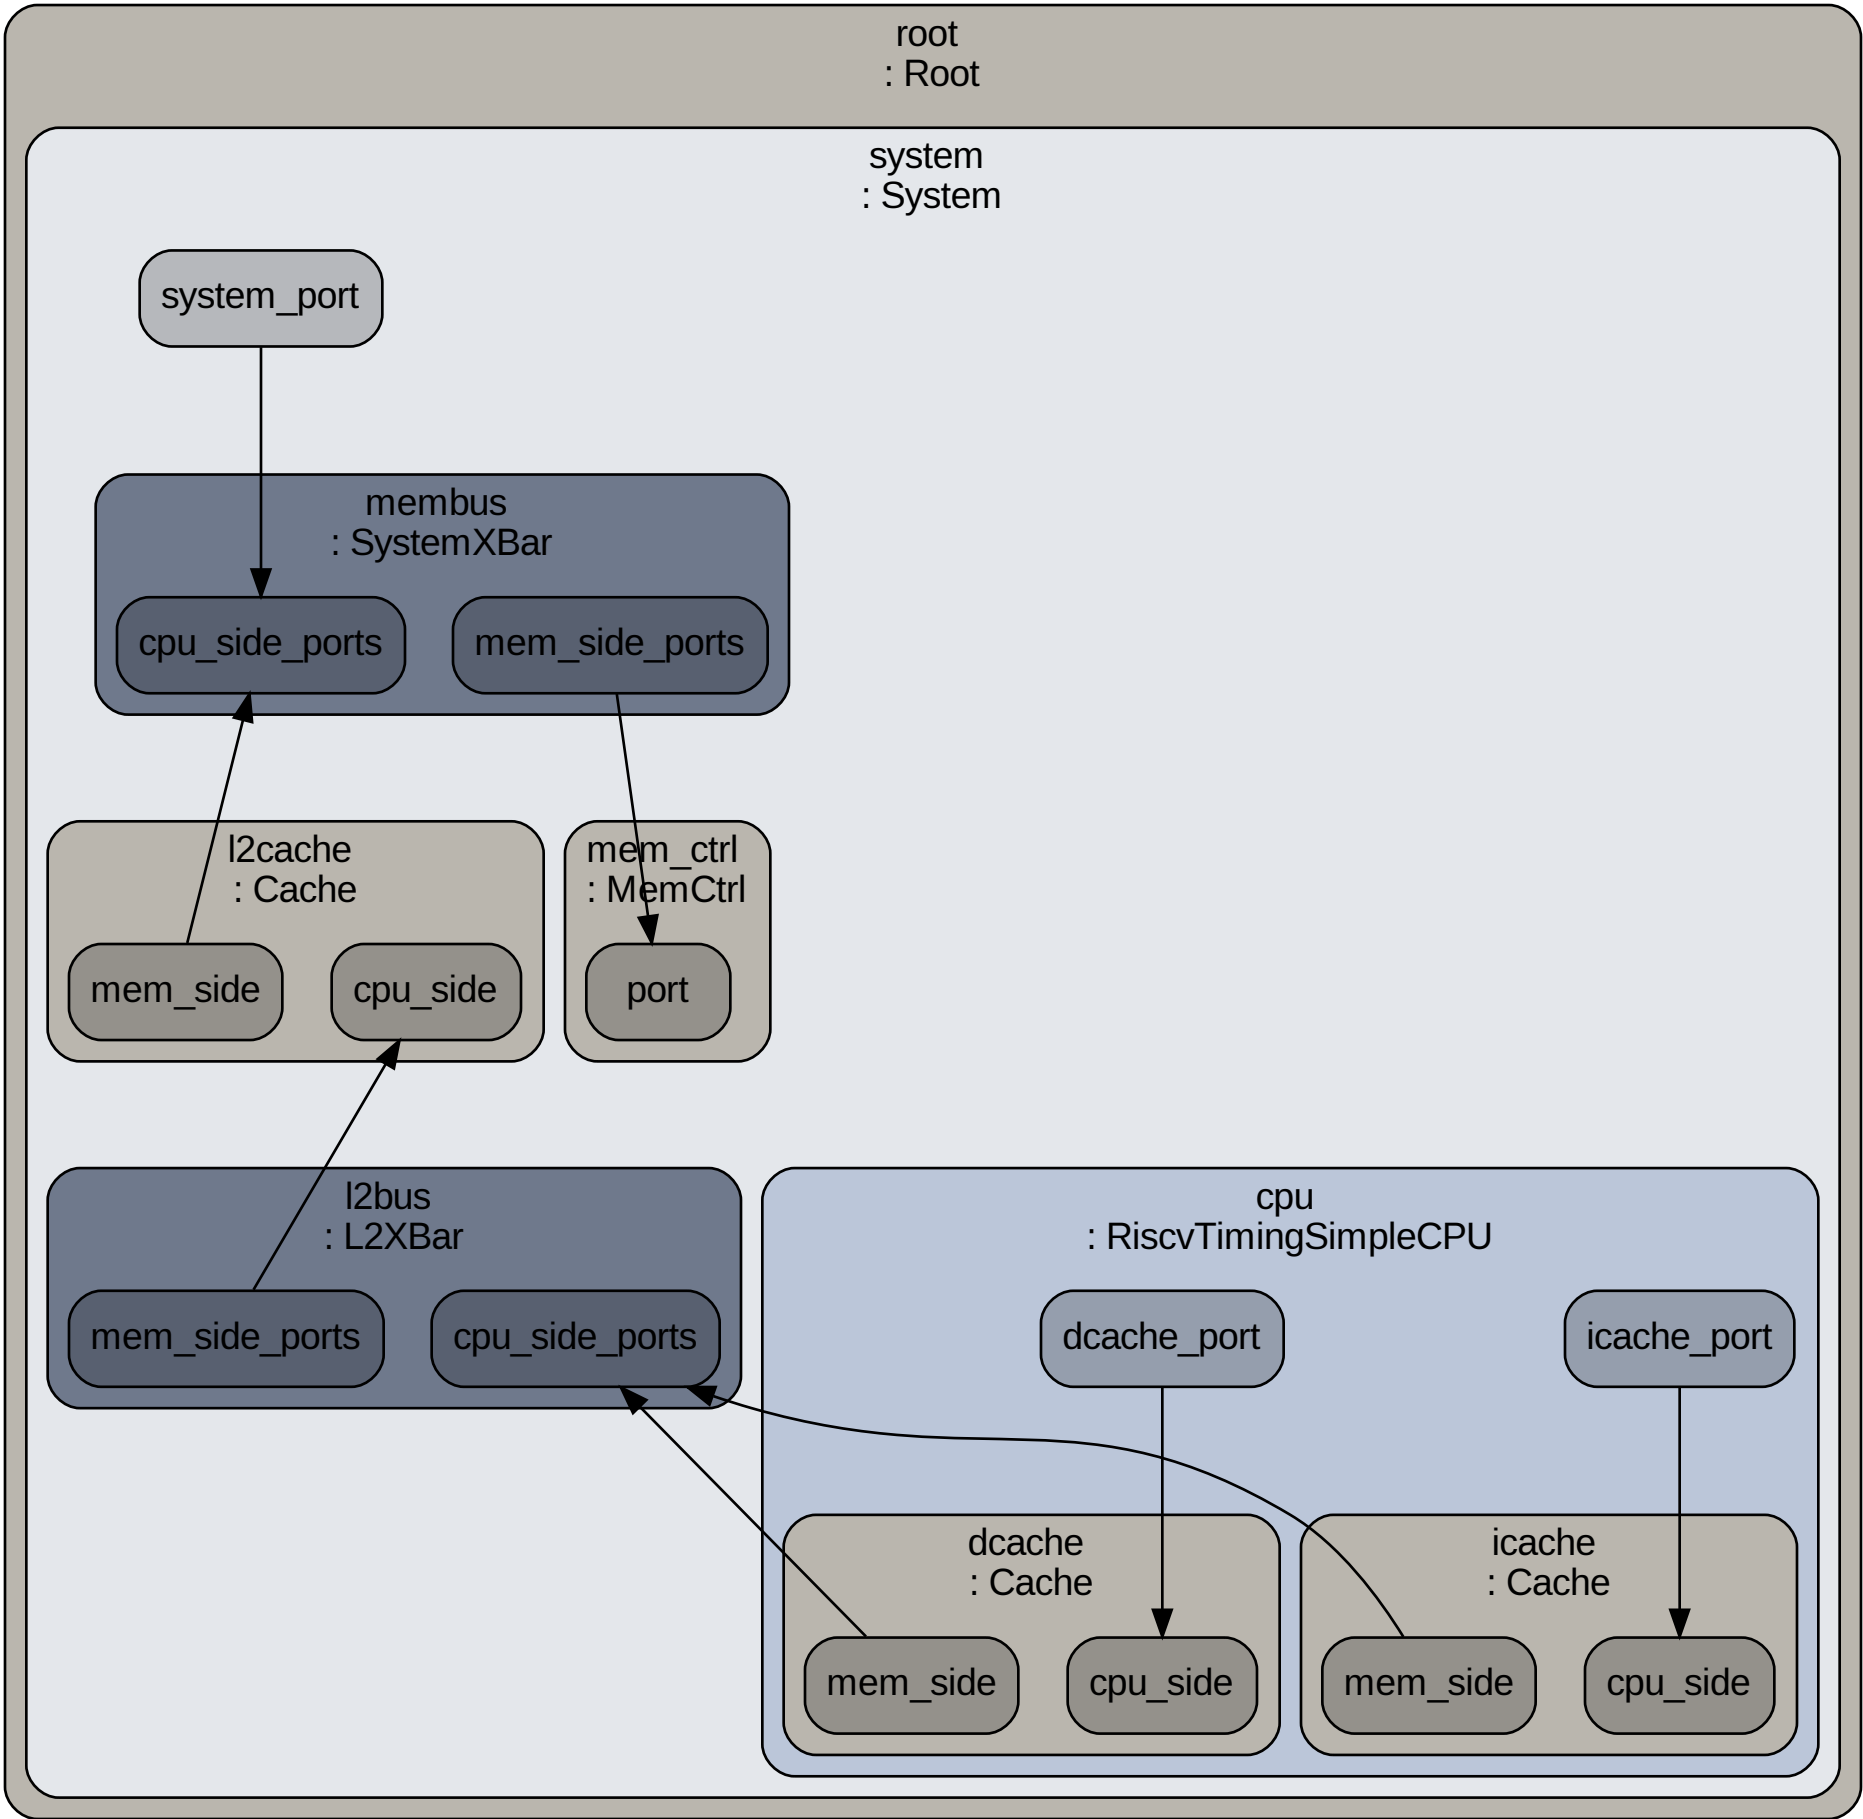 root
: Root
system
: System
system_port
membus
: SystemXBar
cpu_side_ports
mem_side_ports
l2cache
: Cache
mem_side
cpu_side
mem_ctrl
: MemCtrl
port
l2bus
: L2XBar
mem_side_ports
cpu_side_ports
cpu
: RiscvTimingSimpleCPU
dcache_port
icache_port
dcache
: Cache
mem_side
cpu_side
icache
: Cache
mem_side
cpu_side